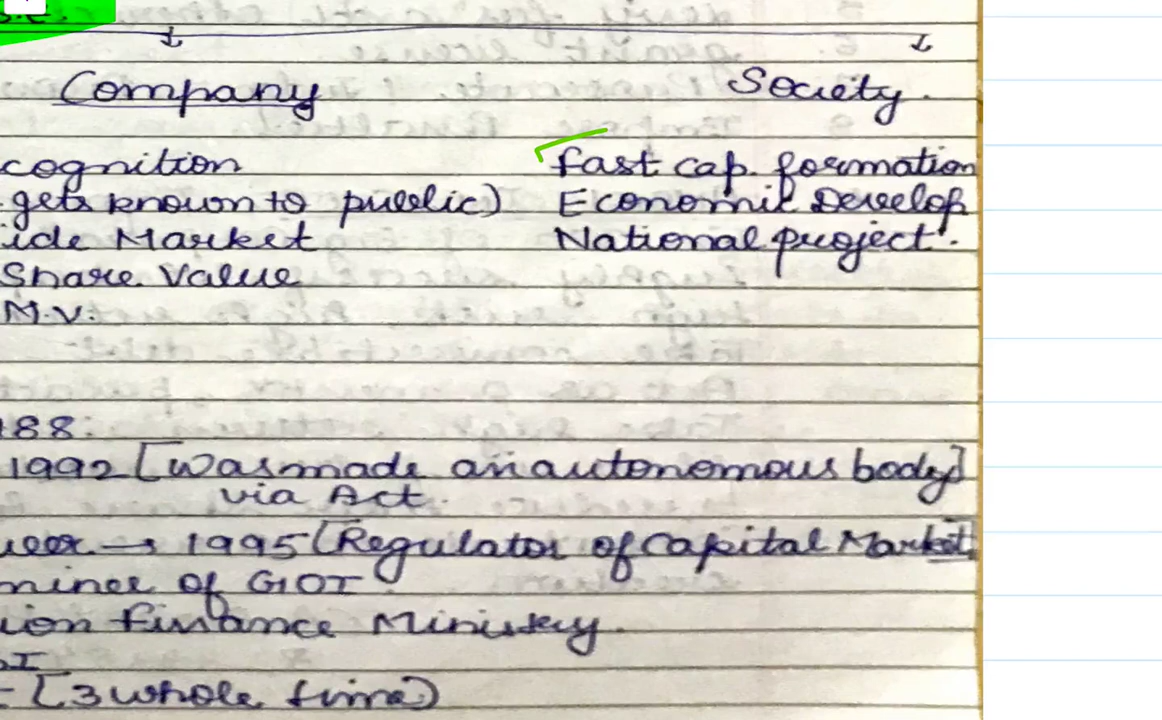 Company Society.
cognition fast cap. formation
gets known to public) Economic Develop
ide Market National project.
Share Value
M.V.
188:
1992 [Was made an autonomous body]
via Act.
→ 1995 [Regulator of Capital Market
of GOI
ion Finance Ministry.
I
- [3 whole time)